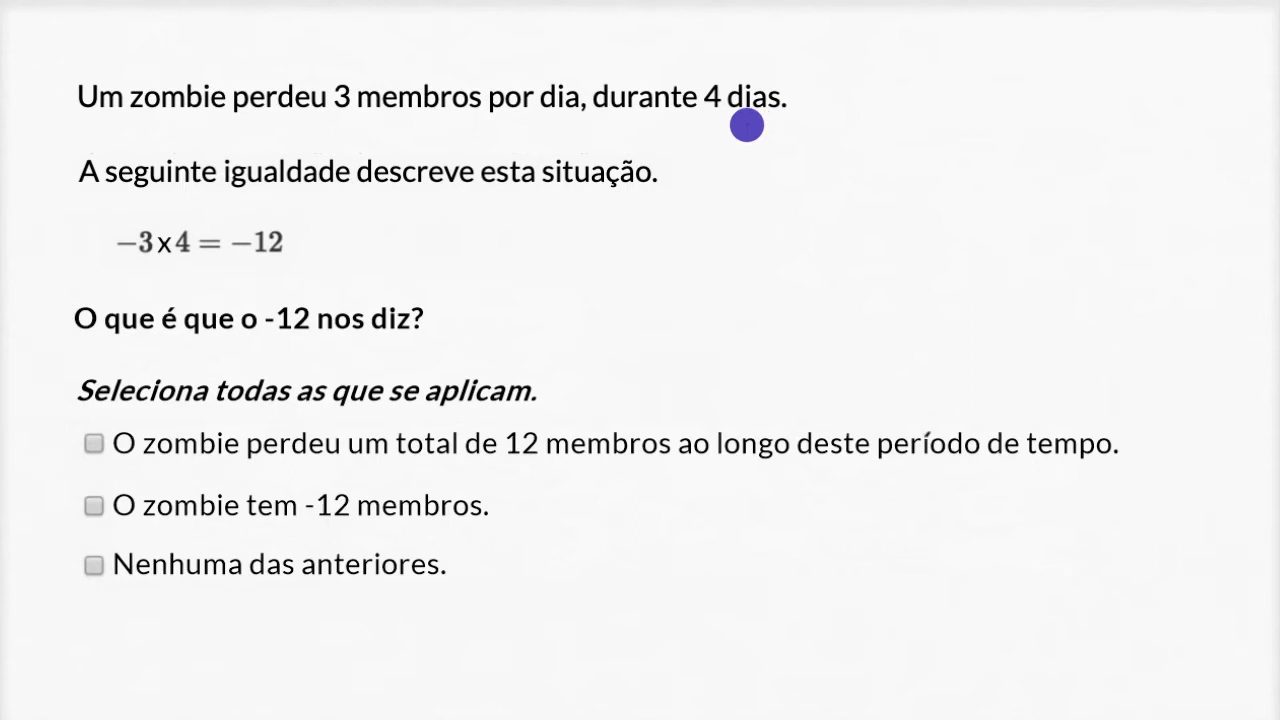 Um zombie perdeu 3 membros por dia, durante 4 dias.
A seguinte igualdade descreve esta situação.
−3x4 = −12
O que é que o -12 nos diz?
Seleciona todas as que se aplicam.
O zombie perdeu um total de 12 membros ao longo deste período de tempo.
O zombie tem -12 membros.
Nenhuma das anteriores.